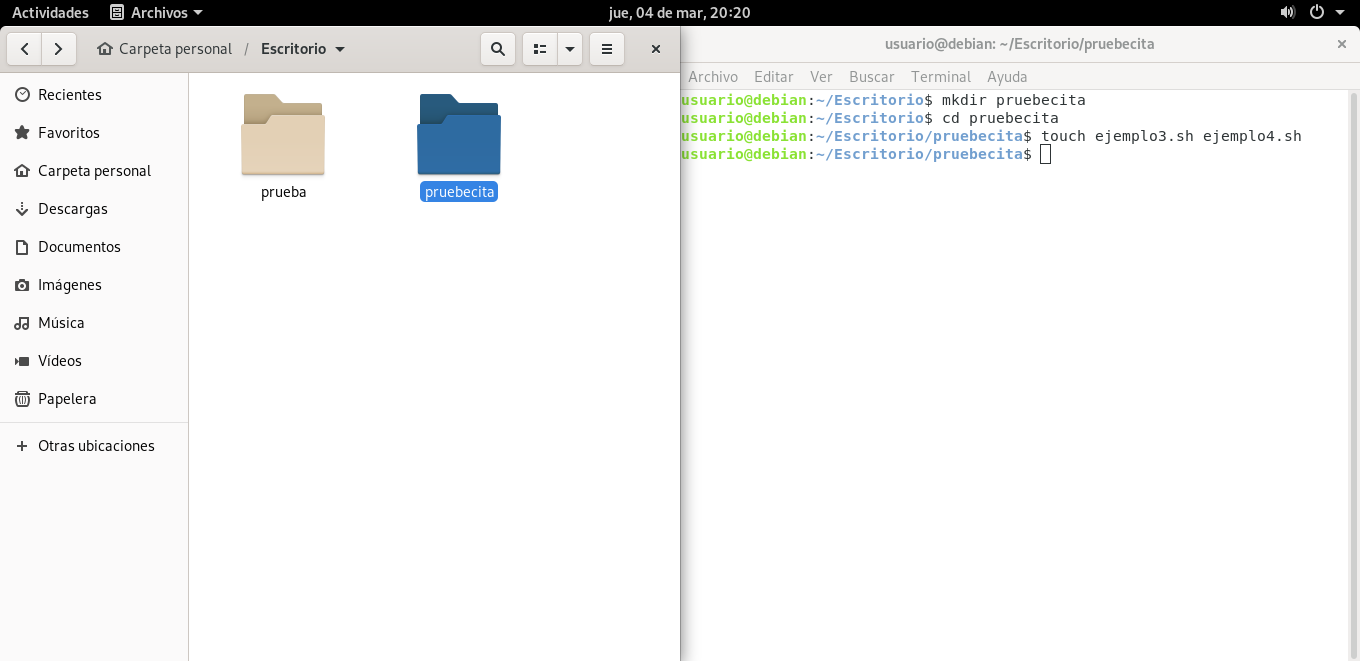 Actividades Archivos jue, 04 de mar, 20:20
Carpeta personal / Escritorio
Recientes
Favoritos
Carpeta personal
Descargas
Documentos
Imágenes
Música
Vídeos
Papelera
+ Otras ubicaciones
prueba
pruebecita
usuario@debian: ~/Escritorio/pruebecita
Archivo Editar Ver Buscar Terminal Ayuda
usuario@debian:~/Escritorio$ mkdir pruebecita
usuario@debian:~/Escritorio$ cd pruebecita
usuario@debian:~/Escritorio/pruebecita$ touch ejemplo3.sh ejemplo4.sh
usuario@debian:~/Escritorio/pruebecita$